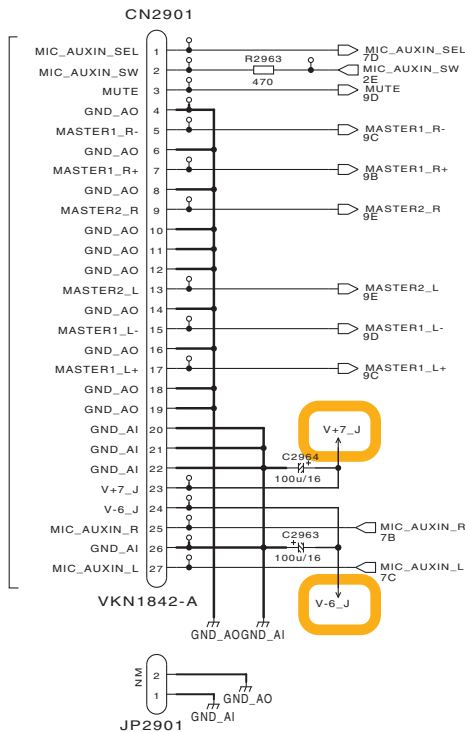 CN2901
MIC_AUXIN_SEL 1 MIC_AUXIN_SEL
7D
R2963
MIC_AUXIN_SW 2 MIC_AUXIN_SW
470 2E
MUTE 3 MUTE
9D
GND_AO 4
MASTER1_R- 5 MASTER1_R-
9C
GND_AO 6
MASTER1_R+ 7 MASTER1_R+
9B
GND_AO 8
MASTER2_R 9 MASTER2_R
9E
GND_AO 10
GND_AO 11
GND_AO 12
MASTER2_L 13 MASTER2_L
9E
GND_AO 14
MASTER1_L- 15 MASTER1_L-
9D
GND_AO 16
MASTER1_L+ 17 MASTER1_L+
9C
GND_AO 18
GND_AO 19
GND_AI 20 V+7_J
GND_AI 21
C2964
GND_AI 22 +
100u/16
V+7_J 23
V-6_J 24
MIC_AUXIN_R 25 MIC_AUXIN_R
7B
C2963
GND_AI 26 +
100u/16
MIC_AUXIN_L 27 MIC_AUXIN_L
7C
VKN1842-A V-6_J
GND_AO GND_AI
NM
2
GND_AO
1
GND_AI
JP2901